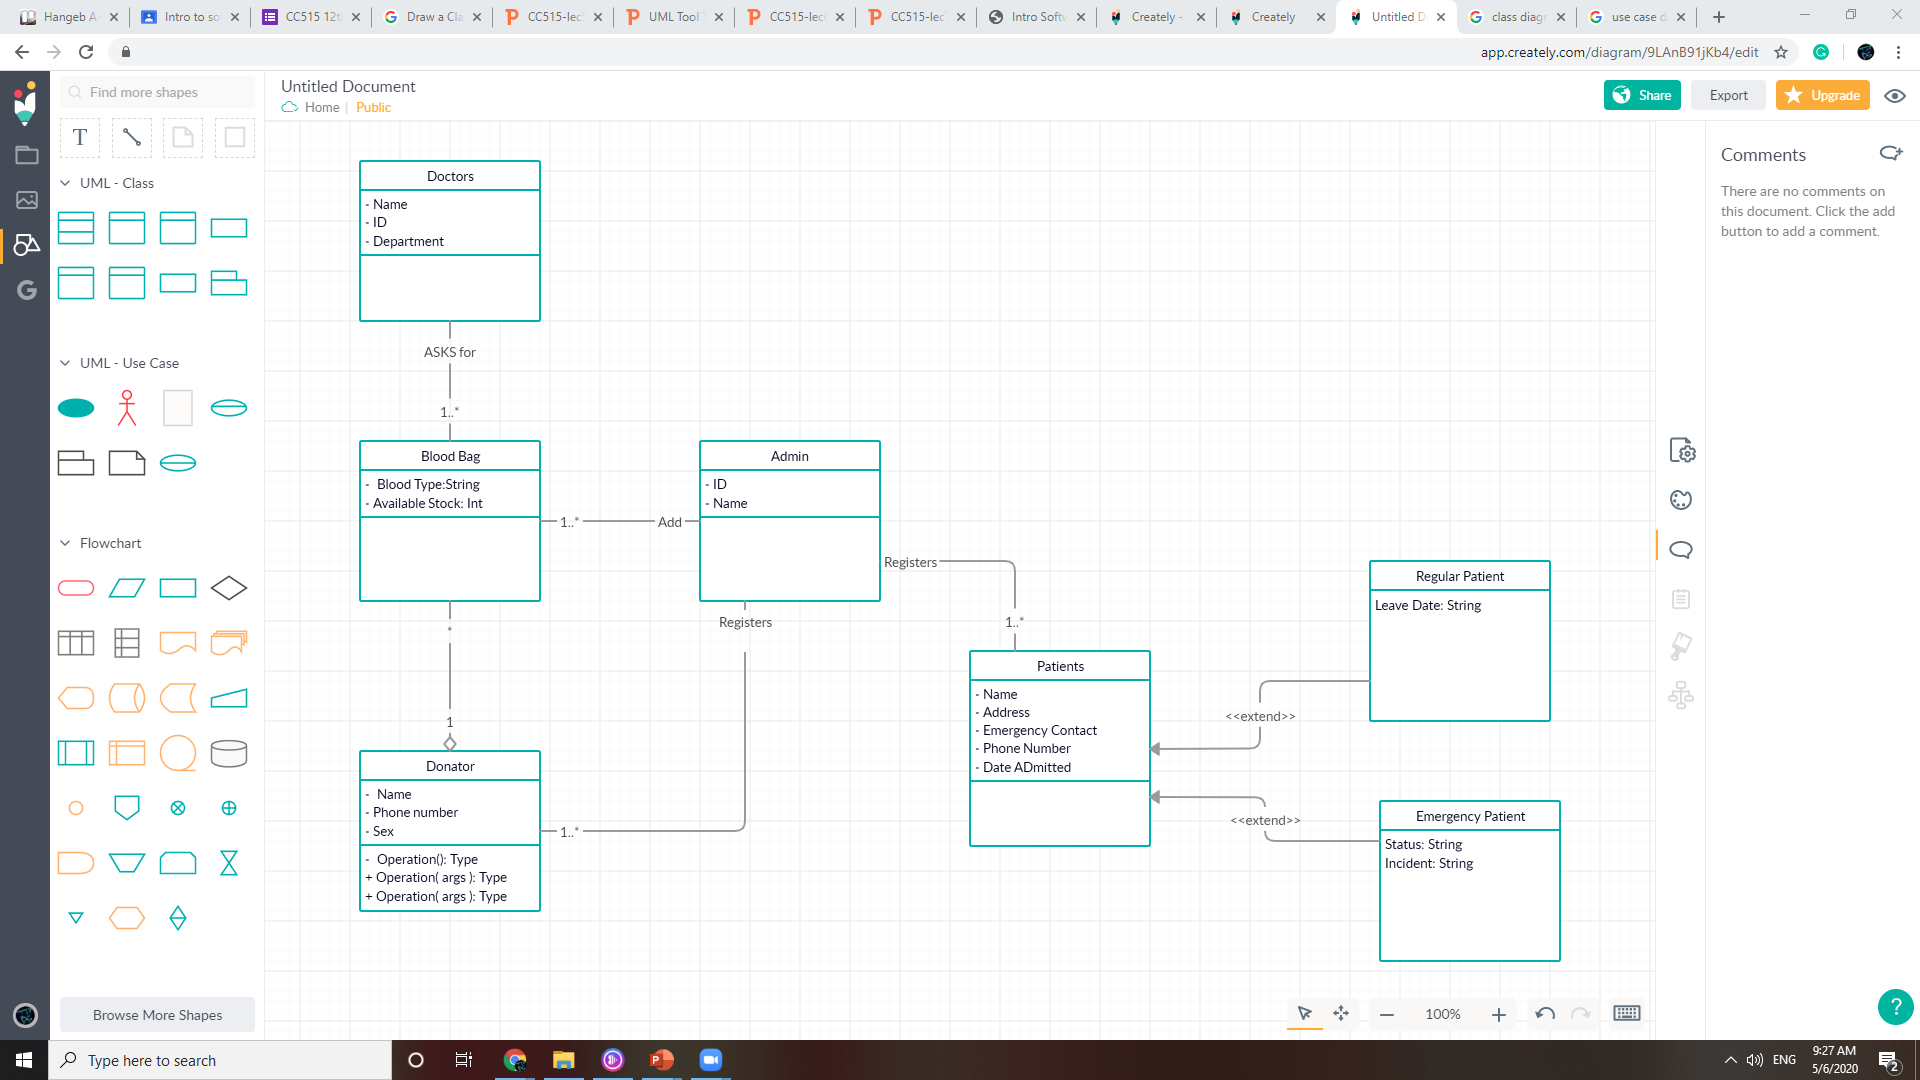 Hangeb A
Intro to so
CC515 12t
Draw a Cla
CC515-lec
UML Tool T
CC515-lec
CC515-lec
Intro Softw
Creately -
Creately
Untitled D
class diag
use case d
app.creately.com/diagram/9LAnB91jKb4/edit
Find more shapes
Untitled Document
Home | Public
Share
Export
Upgrade
T
UML - Class
UML - Use Case
Flowchart
Browse More Shapes
Doctors
- Name
- ID
- Department
ASKS for
1..*
Blood Bag
- Blood Type:String
- Available Stock: Int
1..*
Add
Admin
- ID
- Name
Registers
1..*
Registers
*
1
Donator
- Name
- Phone number
- Sex
- Operation(): Type
+ Operation( args ): Type
+ Operation( args ): Type
1..*
Patients
- Name
- Address
- Emergency Contact
- Phone Number
- Date ADmitted
<<extend>>
<<extend>>
Regular Patient
Leave Date: String
Emergency Patient
Status: String
Incident: String
Comments
There are no comments on
this document. Click the add
button to add a comment.
100%
?
Type here to search
ENG
9:27 AM
5/6/2020
2